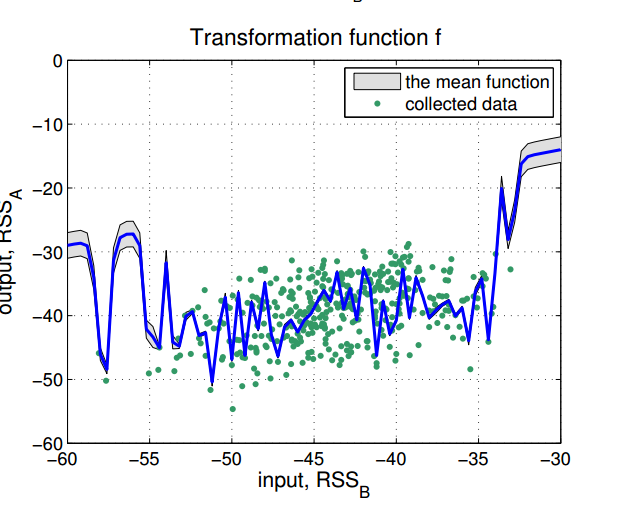 B
Transformation function f
the mean function
collected data
0
−10
−20
−30
−40
−50
−60
output, RSS_A
−60 −55 −50 −45 −40 −35 −30
input, RSS_B